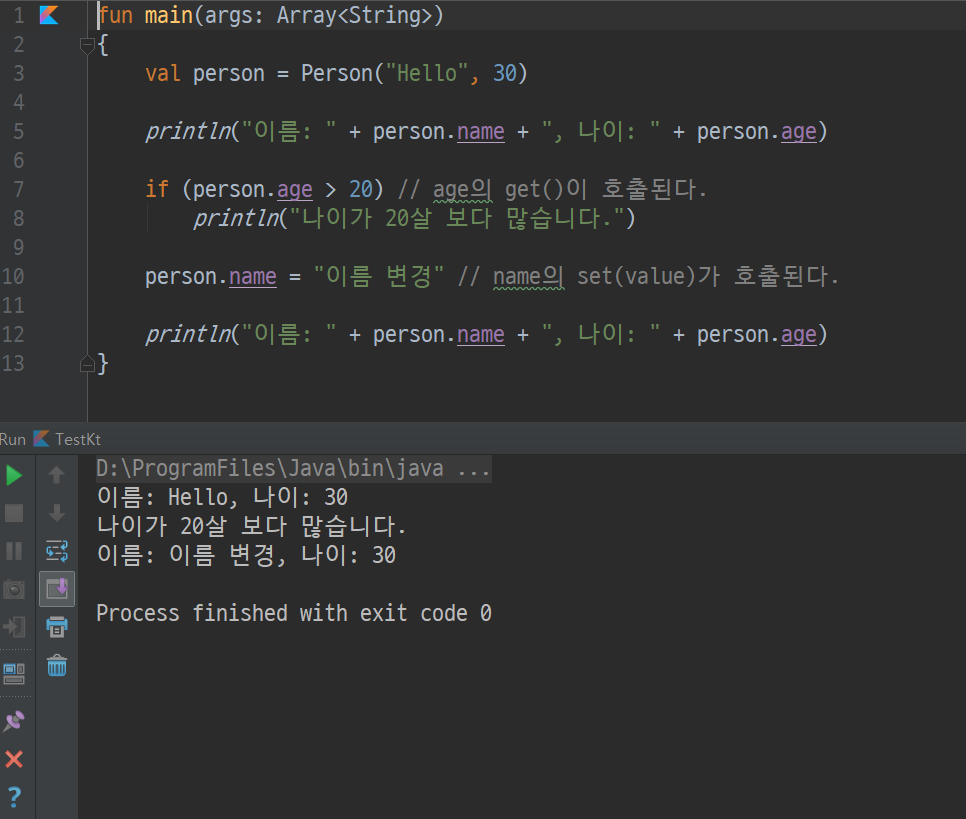 1 fun main(args: Array<String>)
2 {
3 val person = Person("Hello", 30)
4
5 println("이름: " + person.name + ", 나이: " + person.age)
6
7 if (person.age > 20) // age의 get()이 호출된다.
8 println("나이가 20살 보다 많습니다.")
9
10 person.name = "이름 변경" // name의 set(value)가 호출된다.
11
12 println("이름: " + person.name + ", 나이: " + person.age)
13 }
Run TestKt
D:\ProgramFiles\Java\bin\java ...
이름: Hello, 나이: 30
나이가 20살 보다 많습니다.
이름: 이름 변경, 나이: 30
Process finished with exit code 0